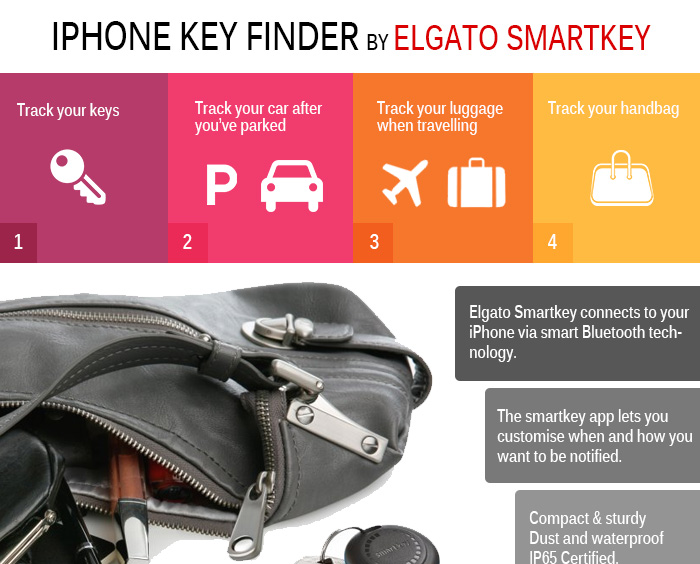 IPHONE KEY FINDER BY ELGATO SMARTKEY
Track your keys
Track your car after
you've parked
Track your luggage
when travelling
Track your handbag
P
1
2
3
4
Elgato Smartkey connects to your
iPhone via smart Bluetooth tech-
nology.
The smartkey app lets you
customise when and how you
want to be notified.
Compact & sturdy
Dust and waterproof
IP65 Certified.